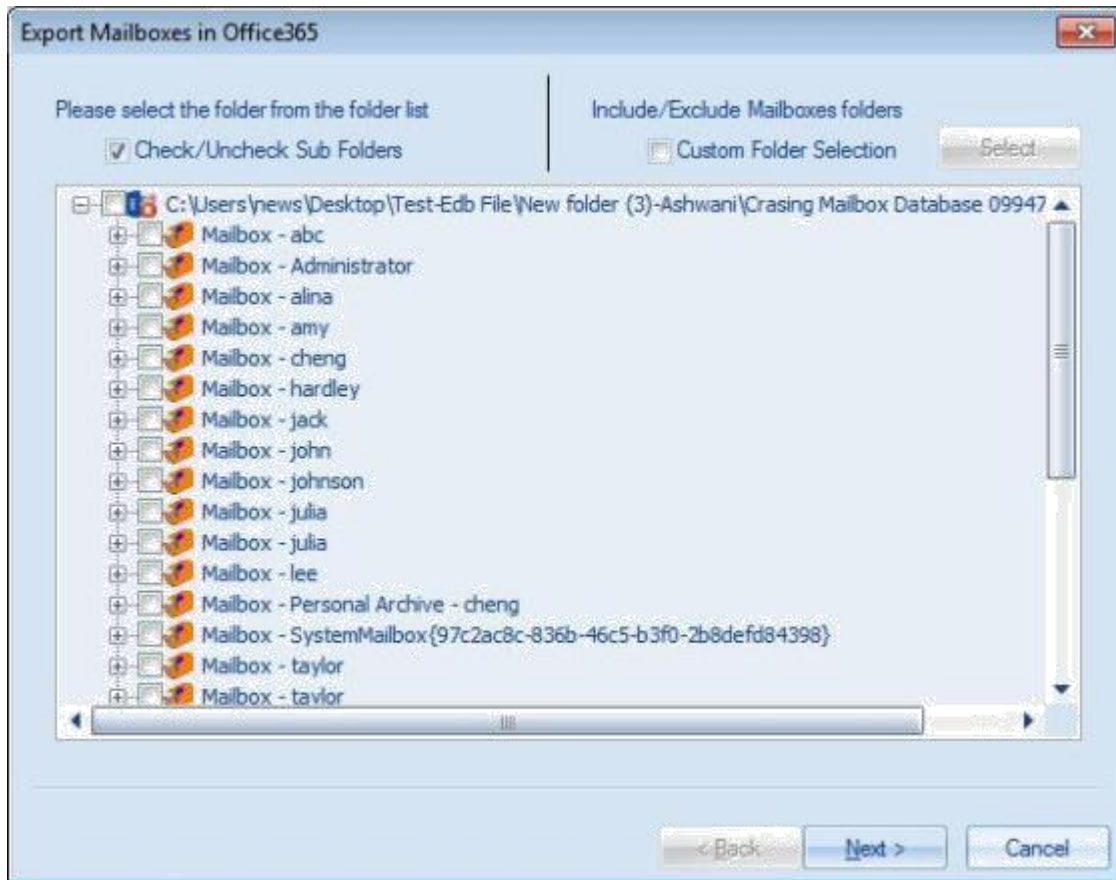 Export Mailboxes in Office365
Please select the folder from the folder list
Include/Exclude Mailboxes folders
Check/Uncheck Sub Folders
Custom Folder Selection
Select
C:\Users\news\Desktop\Test-Edb File\New folder (3)-Ashwani\Crasing Mailbox Database 09947
Mailbox - abc
Mailbox - Administrator
Mailbox - alina
Mailbox - amy
Mailbox - cheng
Mailbox - hardley
Mailbox - jack
Mailbox - john
Mailbox - johnson
Mailbox - julia
Mailbox - julia
Mailbox - lee
Mailbox - Personal Archive - cheng
Mailbox - SystemMailbox{97c2ac8c-836b-46c5-b3f0-2b8defd84398}
Mailbox - taylor
Mailbox - taylor
< Back
Next >
Cancel